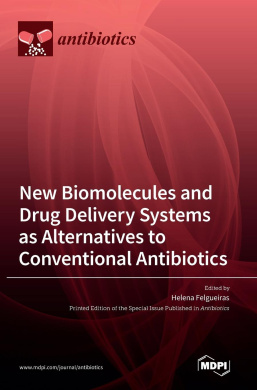 antibiotics
New Biomolecules and
Drug Delivery Systems
as Alternatives to
Conventional Antibiotics
Edited by
Helena Felgueiras
Printed Edition of the Special Issue Published in Antibiotics
www.mdpi.com/journal/antibiotics
MDPI